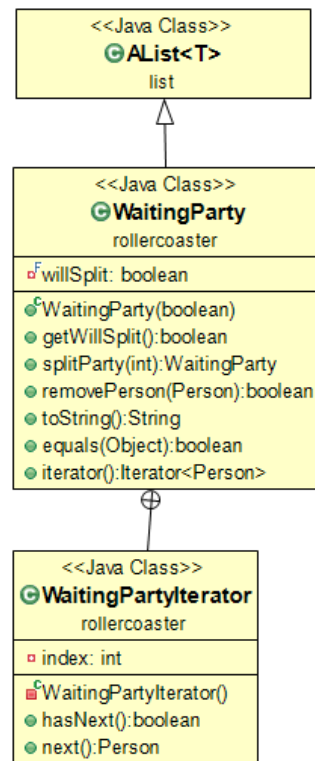 <<Java Class>>
AList<T>
list
<<Java Class>>
WaitingParty
rollercoaster
willSplit: boolean
WaitingParty(boolean)
getWillSplit():boolean
splitParty(int):WaitingParty
removePerson(Person):boolean
toString():String
equals(Object):boolean
iterator():Iterator<Person>
<<Java Class>>
WaitingPartyIterator
rollercoaster
index: int
WaitingPartyIterator()
hasNext():boolean
next():Person